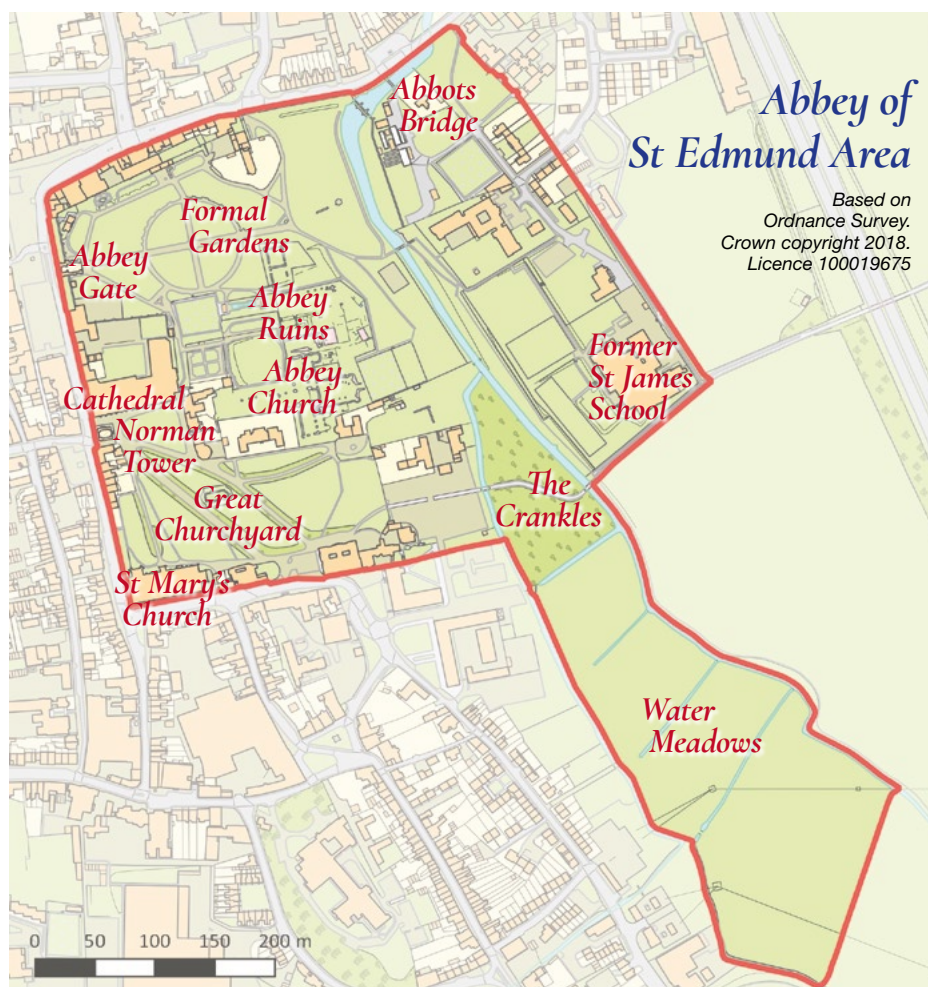 Abbey of
St Edmund Area
Based on
Ordnance Survey.
Crown copyright 2018.
Licence 100019675
Abbots
Bridge
Formal
Gardens
Abbey
Gate
Abbey
Ruins
Abbey
Church
Former
St James
School
Cathedral
Norman
Tower
Great
Churchyard
The
Crankles
St Mary's
Church
Water
Meadows
0 50 100 150 200 m